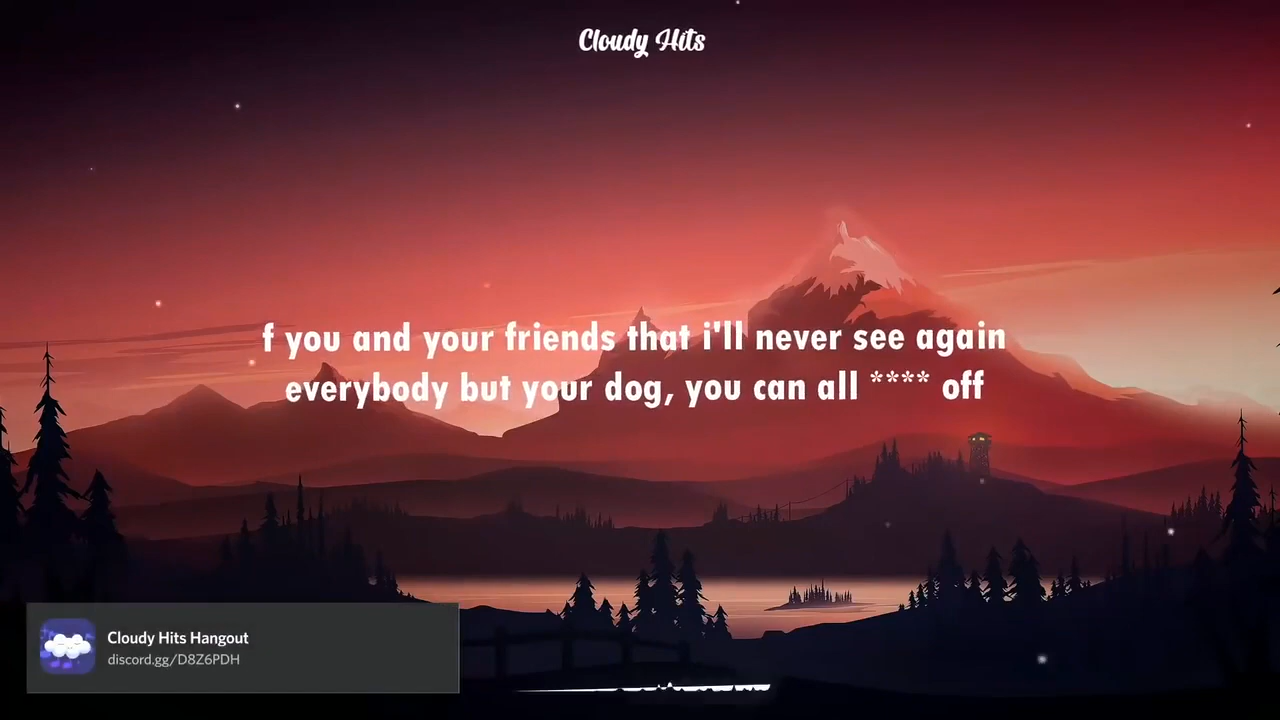 Cloudy Hits
f you and your friends that i'll never see again
everybody but your dog, you can all **** off
Cloudy Hits Hangout
discord.gg/D8Z6PDH